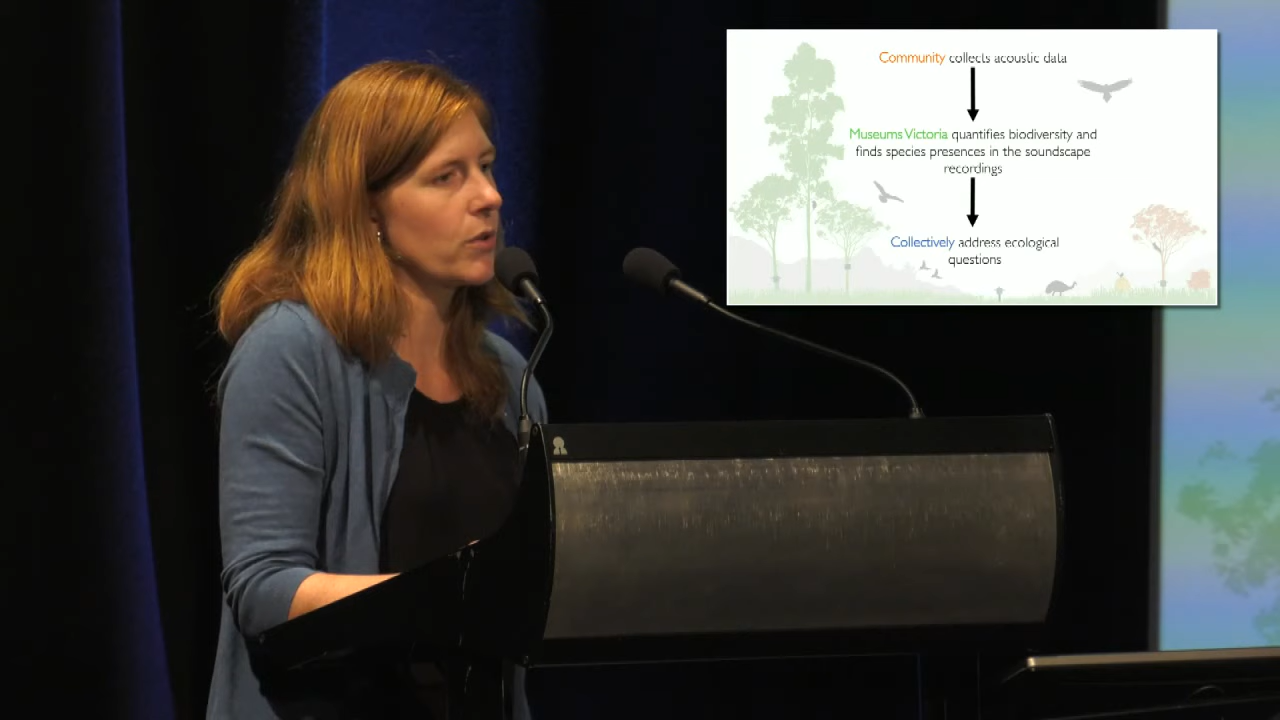 Community collects acoustic data
Museums Victoria quantifies biodiversity and
finds species presences in the soundscape
recordings
Collectively address ecological
questions